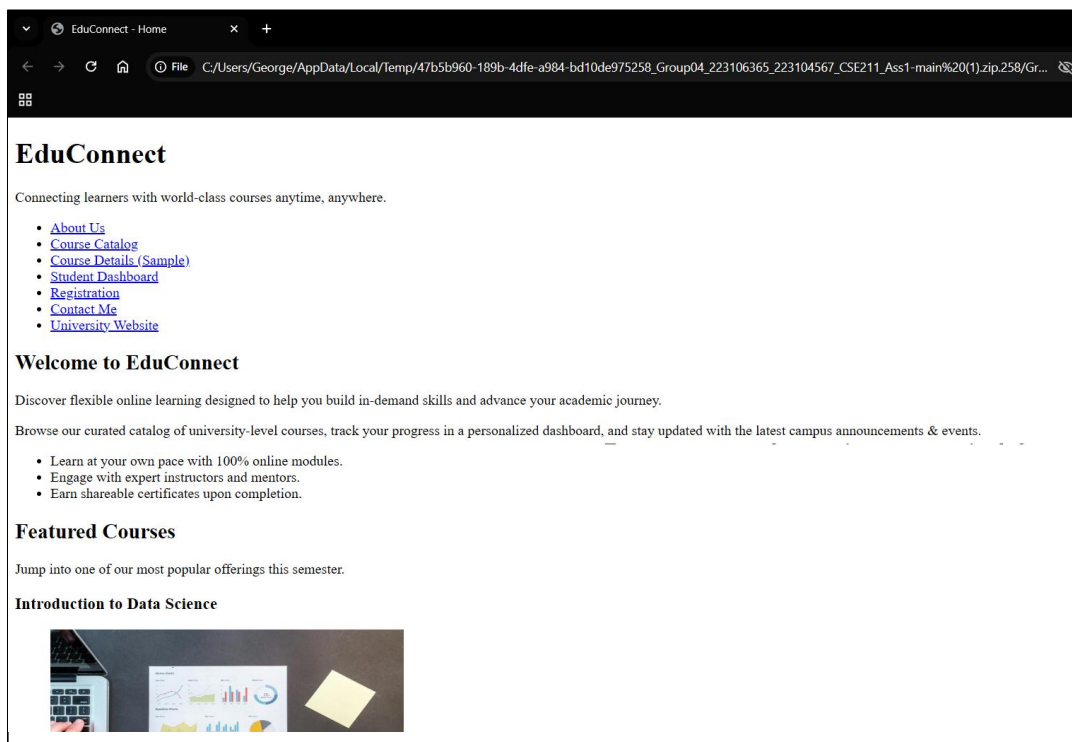 EduConnect - Home
File C:/Users/George/AppData/Local/Temp/47b5b960-189b-4dfe-a984-bd10de975258_Group04_223106365_223104567_CSE211_Ass1-main%20(1).zip.258/Gr...
EduConnect
Connecting learners with world-class courses anytime, anywhere.
About Us
Course Catalog
Course Details (Sample)
Student Dashboard
Registration
Contact Me
University Website
Welcome to EduConnect
Discover flexible online learning designed to help you build in-demand skills and advance your academic journey.
Browse our curated catalog of university-level courses, track your progress in a personalized dashboard, and stay updated with the latest campus announcements & events.
Learn at your own pace with 100% online modules.
Engage with expert instructors and mentors.
Earn shareable certificates upon completion.
Featured Courses
Jump into one of our most popular offerings this semester.
Introduction to Data Science